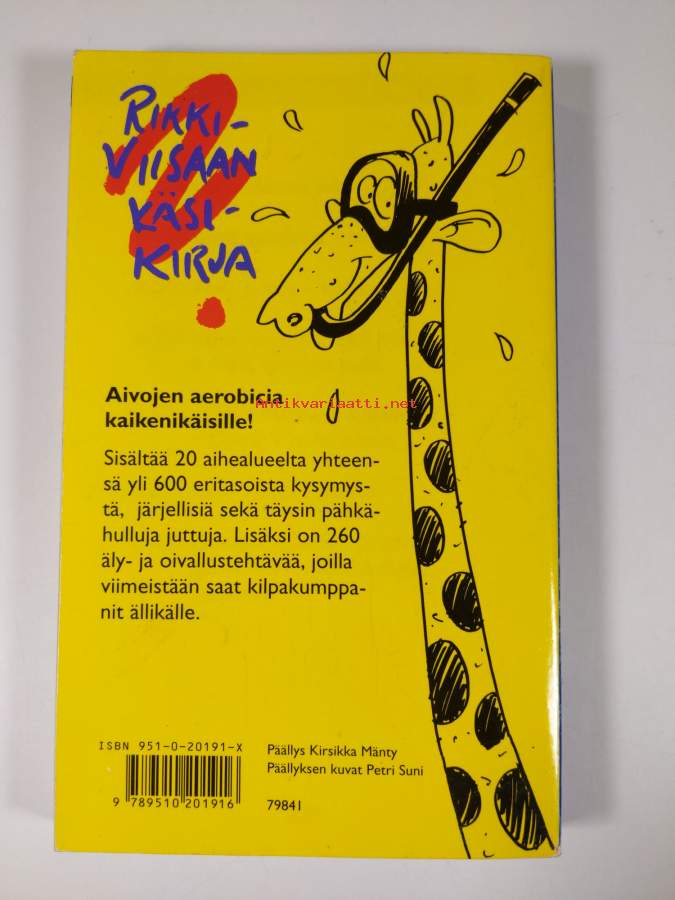 RIKKI-
VIISAAN
KÄSI-
KIRJA
Aivojen aerobicia
Antikvariaatti.net
kaikenikäisille!
Sisältää 20 aihealueelta yhteen-
sä yli 600 eritasoista kysymys-
tä, järjellisiä sekä täysin pähkä-
hulluja juttuja. Lisäksi on 260
äly- ja oivallustehtävää, joilla
viimeistään saat kilpakumppa-
nit ällikälle.
ISBN 951-0-20191-X
9 789510 201916
Päällys Kirsikka Mänty
Päällyksen kuvat Petri Suni
79841